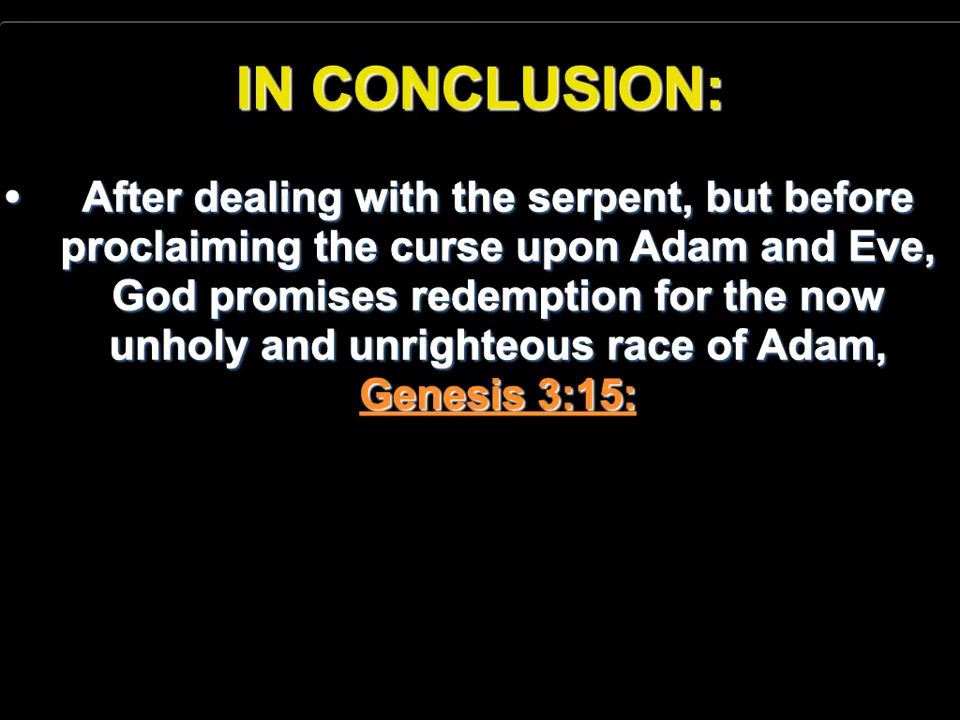 IN CONCLUSION:
• After dealing with the serpent, but before
proclaiming the curse upon Adam and Eve,
God promises redemption for the now
unholy and unrighteous race of Adam,
Genesis 3:15: